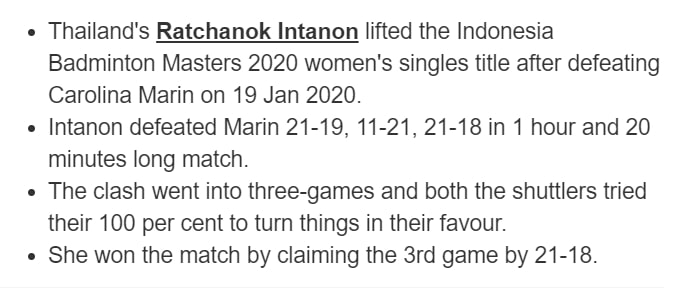 • Thailand's Ratchanok Intanon lifted the Indonesia
Badminton Masters 2020 women's singles title after defeating
Carolina Marin on 19 Jan 2020.
• Intanon defeated Marin 21-19, 11-21, 21-18 in 1 hour and 20
minutes long match.
• The clash went into three-games and both the shuttlers tried
their 100 per cent to turn things in their favour.
• She won the match by claiming the 3rd game by 21-18.